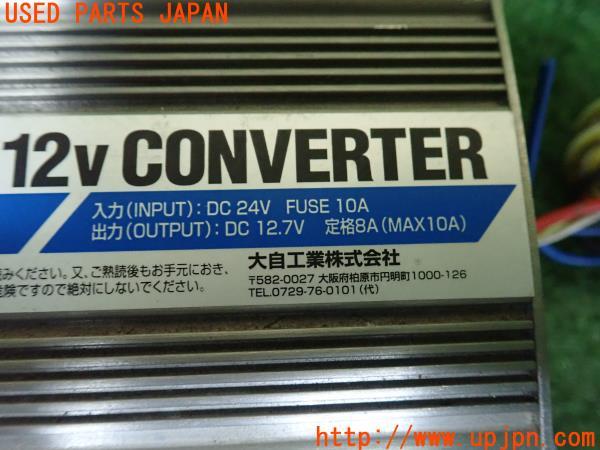 USED PARTS JAPAN
12v CONVERTER
入力(INPUT):DC 24V FUSE 10A
出力(OUTPUT):DC 12.7V 定格8A(MAX10A)
みください。又、ご熟読後もお手元におき、
険ですので絶対にしないでください。
大自工業株式会社
〒582-0027 大阪府柏原市円明町1000-126
TEL.0729-76-0101(代)
http://www.upjpn.com/